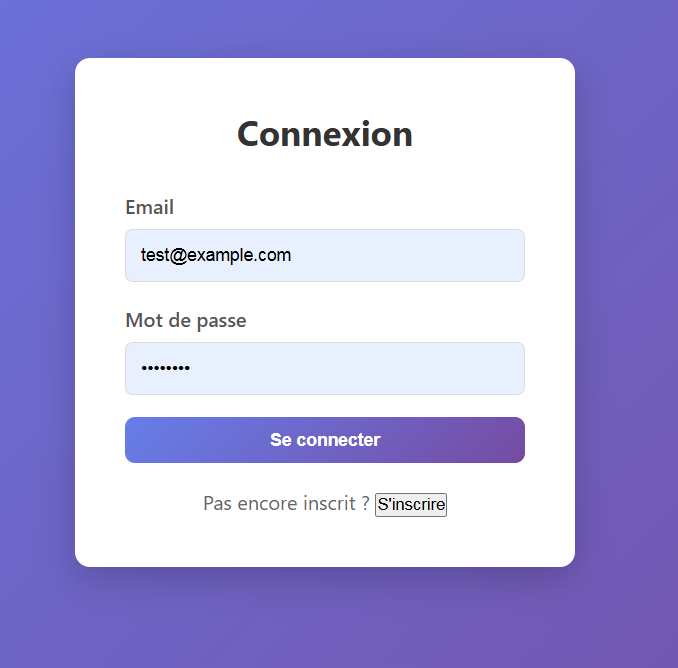 Connexion
Email
test@example.com
Mot de passe
••••••••
Se connecter
Pas encore inscrit ? S'inscrire